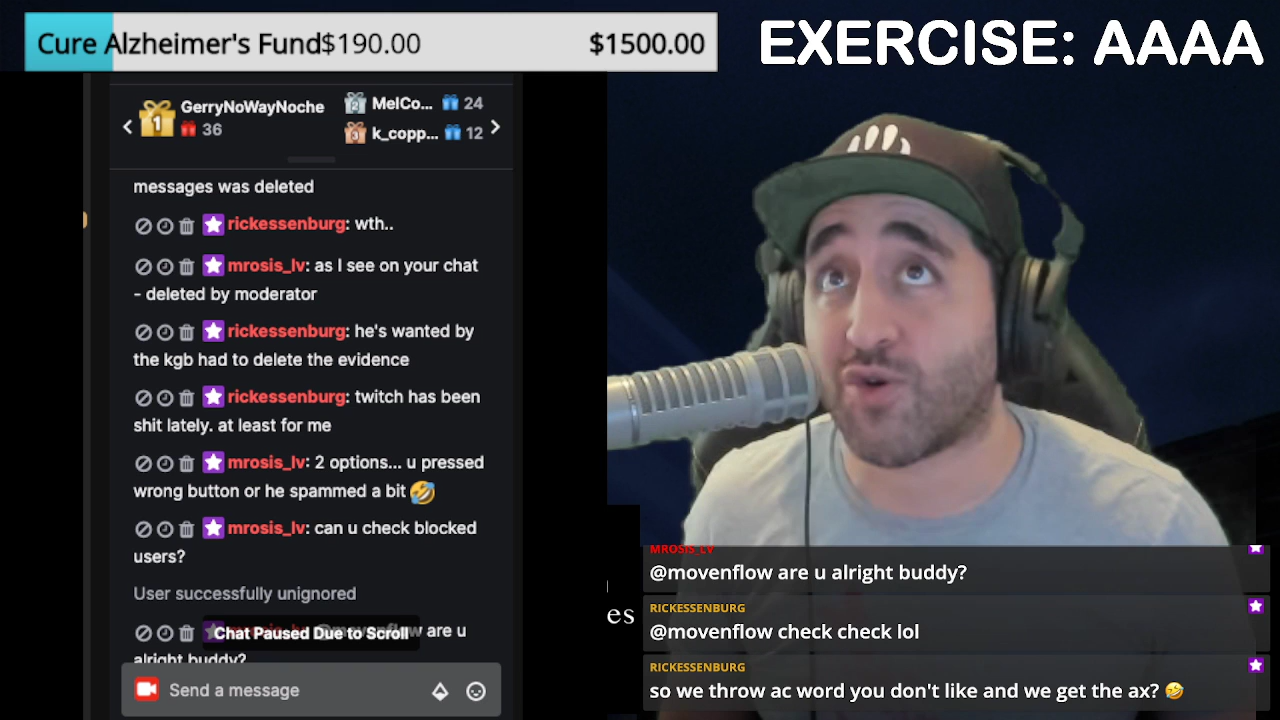 Cure Alzheimer's Fund$190.00 $1500.00
EXERCISE: AAAA
GerryNoWayNoche
36
2 MelCo... 24
3 k_copp... 12
1
messages was deleted
rickessenburg: wth..
mrosis_lv: as I see on your chat
- deleted by moderator
rickessenburg: he's wanted by
the kgb had to delete the evidence
rickessenburg: twitch has been
shit lately. at least for me
mrosis_lv: 2 options... u pressed
wrong button or he spammed a bit 🤣
mrosis_lv: can u check blocked
users?
User successfully unignored
Chat Paused Due to Scroll
are u
alright buddy?
Send a message
es
MROSIS_LV
@movenflow are u alright buddy?
RICKESSENBURG
@movenflow check check lol
RICKESSENBURG
so we throw ac word you don't like and we get the ax? 🤣